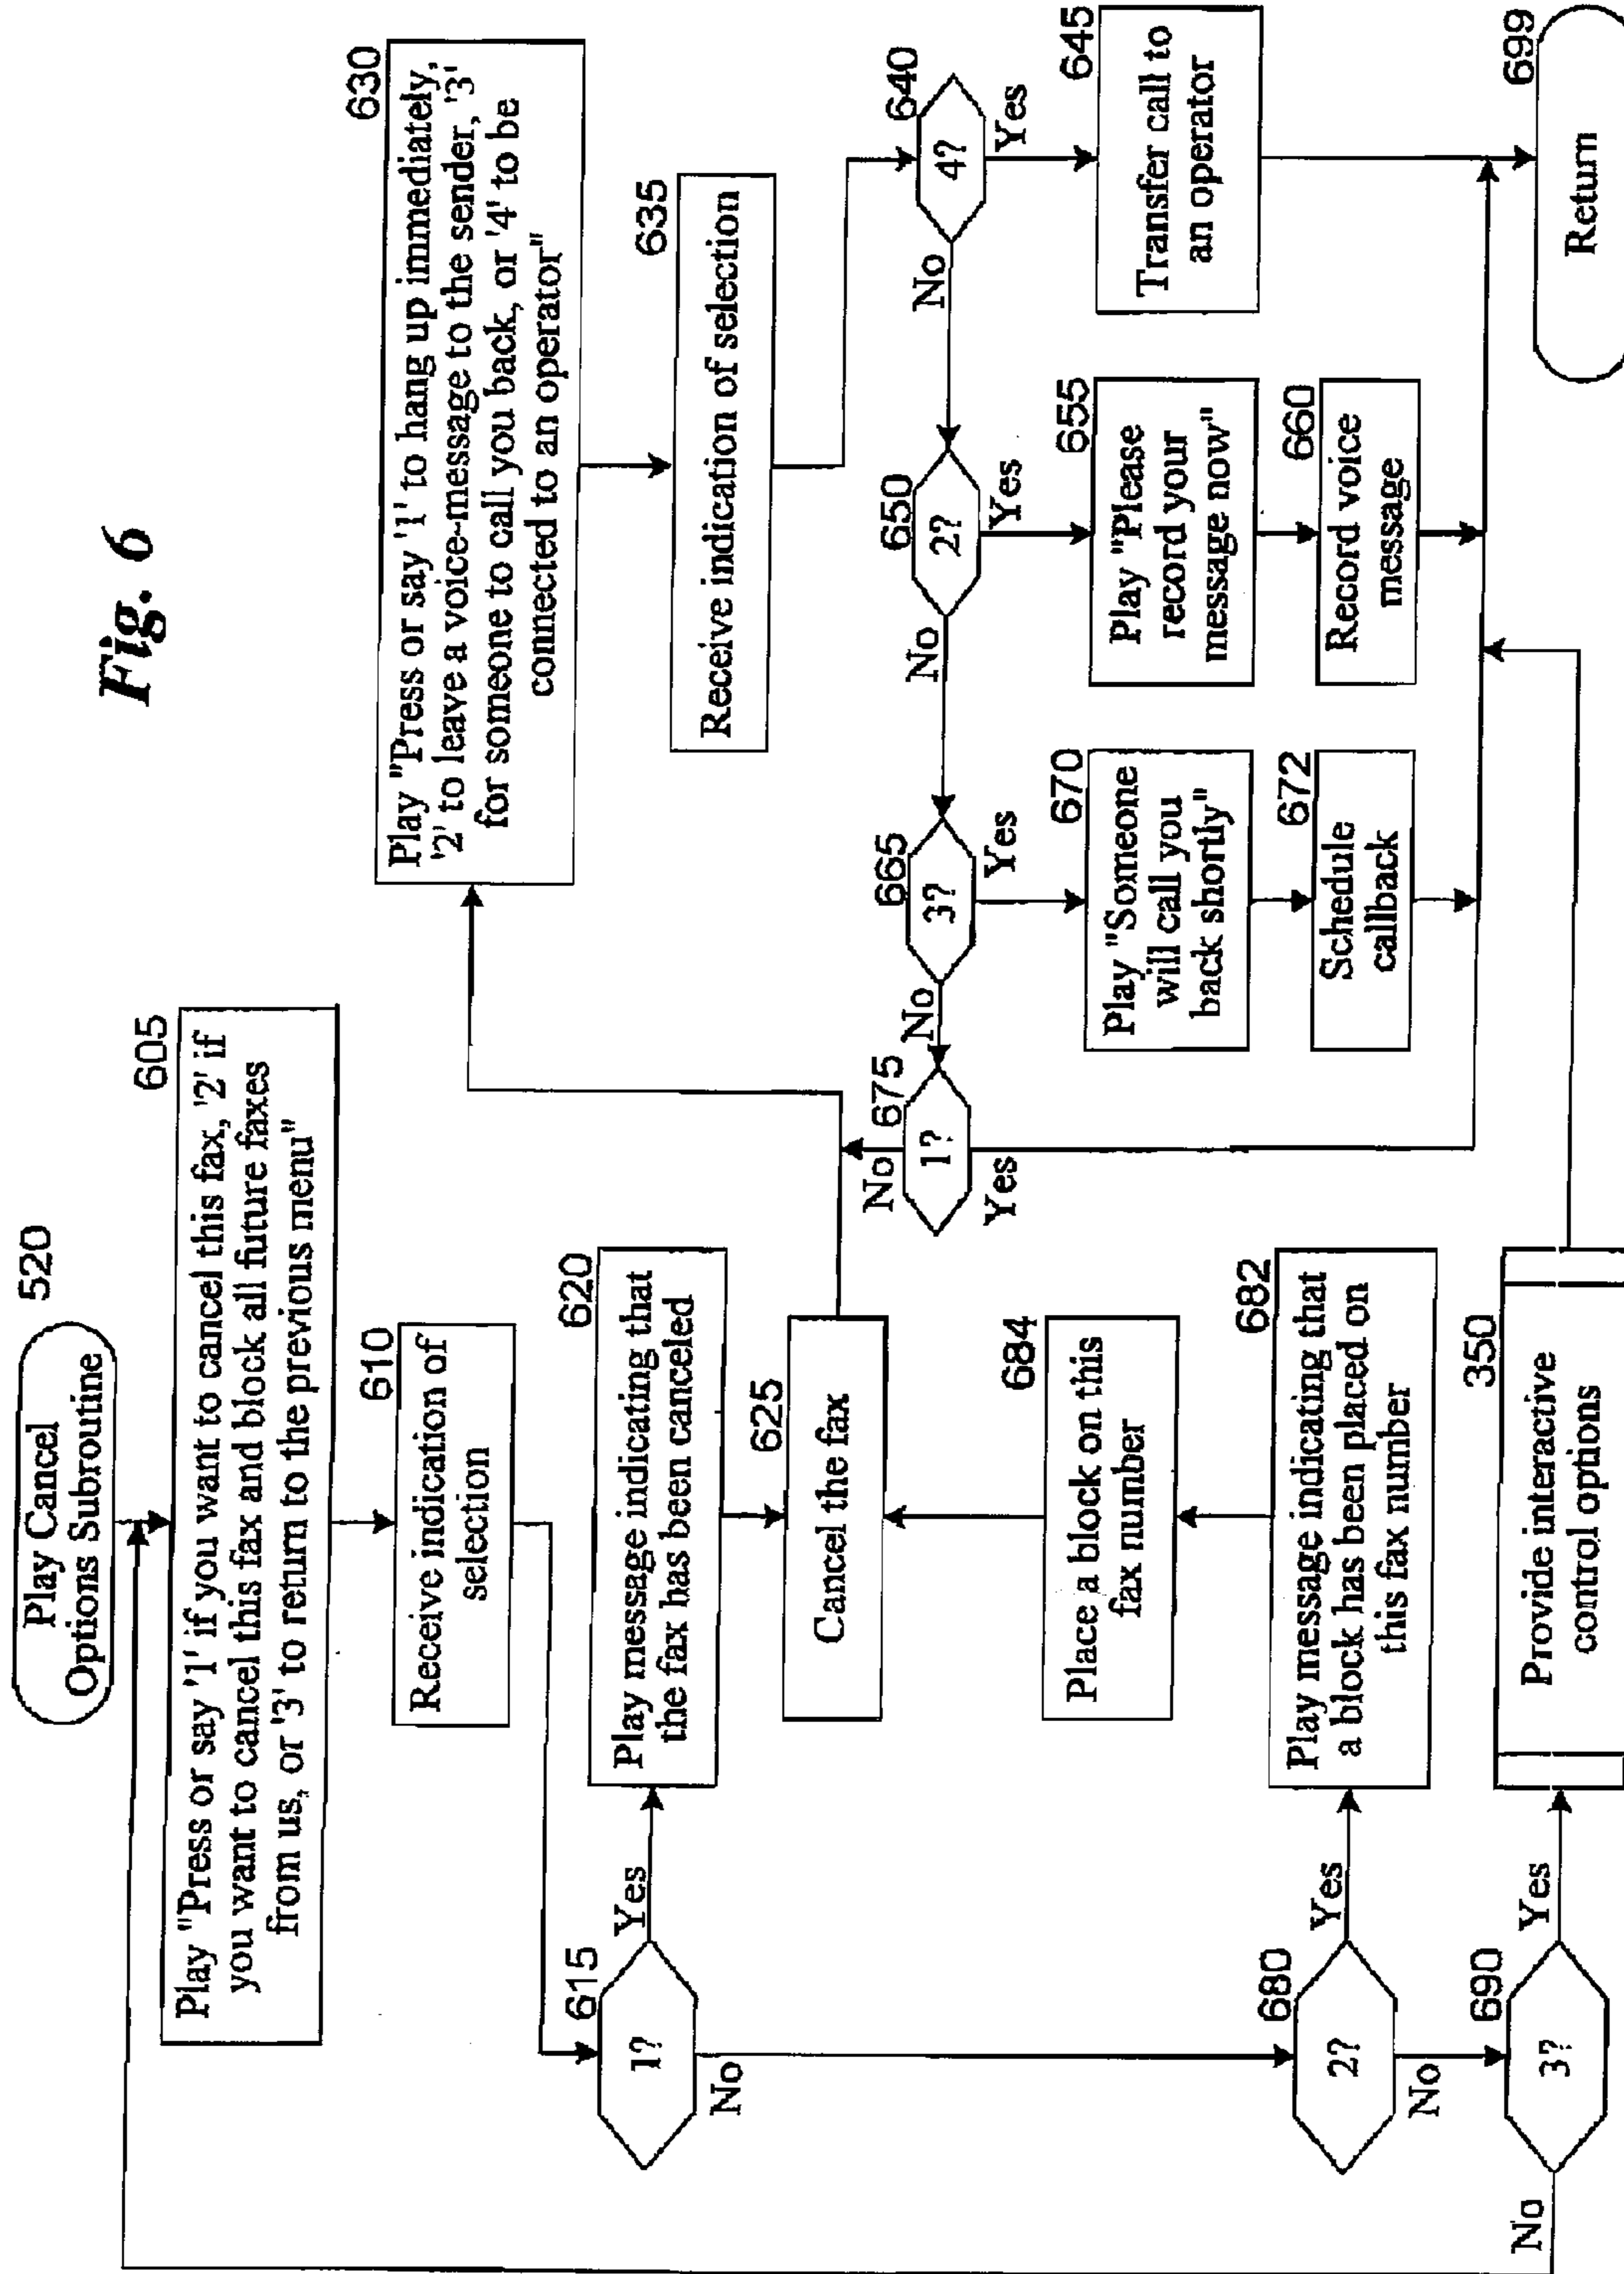 Fig. 6
Play Cancel
Options Subroutine
520
605
Play "Press or say '1' if you want to cancel this fax, '2' if
you want to cancel this fax and block all future faxes
from us, or '3' to return to the previous menu"
610
Receive indication of
selection
615
1?
Yes
No
620
Play message indicating that
the fax has been canceled
625
Cancel the fax
684
Place a block on this
fax number
680
2?
Yes
No
682
Play message indicating that
a block has been placed on
this fax number
690
3?
Yes
No
350
Provide interactive
control options
630
Play "Press or say '1' to hang up immediately,
'2' to leave a voice-message to the sender, '3'
for someone to call you back, or '4' to be
connected to an operator"
635
Receive indication of selection
640
4?
Yes
No
645
Transfer call to
an operator
650
2?
Yes
No
655
Play "Please
record your
message now"
660
Record voice
message
665
3?
Yes
No
670
Play "Someone
will call you
back shortly"
672
Schedule
callback
675
1?
No
Yes
699
Return